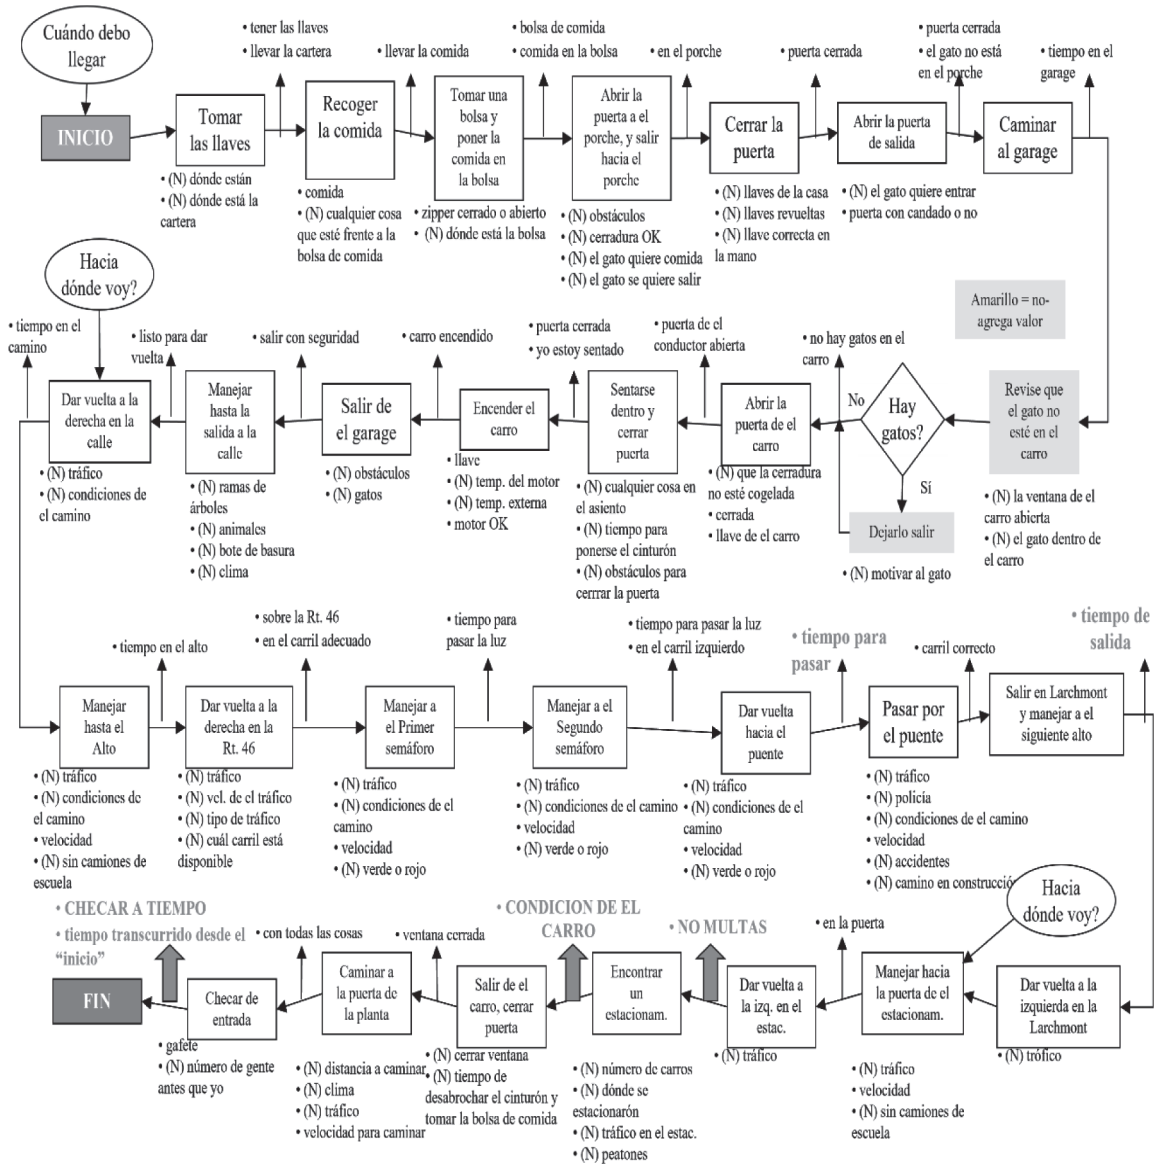 Cuándo debo
llegar
INICIO
Tomar
las llaves
• (N) dónde están
• (N) dónde está la
cartera
• tener las llaves
• llevar la cartera
Recoger
la comida
• comida
• (N) cualquier cosa
que esté frente a la
bolsa de comida
• llevar la comida
Tomar una
bolsa y
poner la
comida en
la bolsa
• zipper cerrado o abierto
• (N) dónde está la bolsa
• bolsa de comida
• comida en la bolsa
Abrir la
puerta a el
porche, y salir
hacia el
porche
• (N) obstáculos
• (N) cerradura OK
• (N) el gato quiere comida
• (N) el gato se quiere salir
• en el porche
Cerrar la
puerta
• (N) llaves de la casa
• (N) llaves revueltas
• (N) llave correcta en
la mano
• puerta cerrada
Abrir la puerta
de salida
• (N) el gato quiere entrar
• puerta con candado o no
• puerta cerrada
• el gato no está
en el porche
Caminar
al garage
• tiempo en el
garage
Amarillo = no-
agrega valor
Revise que
el gato no
esté en el
carro
• (N) la ventana de el
carro abierta
• (N) el gato dentro de
el carro
Hay
gatos?
No
Sí
Dejarlo salir
• (N) motivar al gato
• no hay gatos en el
carro
Abrir la
puerta de el
carro
• (N) que la cerradura
no esté cogelada
• cerrada
• llave de el carro
• puerta de el
conductor abierta
Sentarse
dentro y
cerrar
puerta
• (N) cualquier cosa en
el asiento
• (N) tiempo para
ponerse el cinturón
• (N) obstáculos para
cerrrar la puerta
• puerta cerrada
• yo estoy sentado
Encender el
carro
• llave
• (N) temp. del motor
• (N) temp. externa
• motor OK
• carro encendido
Salir de
el garage
• (N) obstáculos
• (N) gatos
• salir con seguridad
Manejar
hasta la
salida a la
calle
• (N) ramas de
árboles
• (N) animales
• (N) bote de basura
• (N) clima
• listo para dar
vuelta
Hacia
dónde voy?
Dar vuelta a la
derecha en la
calle
• (N) tráfico
• (N) condiciones de
el camino
• tiempo en el
camino
Manejar
hasta el
Alto
• (N) tráfico
• (N) condiciones de
el camino
• velocidad
• (N) sin camiones de
escuela
• tiempo en el alto
Dar vuelta a la
derecha en la
Rt. 46
• (N) tráfico
• (N) vel. de el tráfico
• (N) tipo de tráfico
• (N) cuál carril está
disponible
• sobre la Rt. 46
• en el carril adecuado
Manejar a
el Primer
semáforo
• (N) tráfico
• (N) condiciones de el
camino
• velocidad
• (N) verde o rojo
• tiempo para
pasar la luz
Manejar a el
Segundo
semáforo
• (N) tráfico
• (N) condiciones de el camino
• velocidad
• (N) verde o rojo
• tiempo para pasar la luz
• en el carril izquierdo
Dar vuelta
hacia el
puente
• (N) tráfico
• (N) condiciones de el
camino
• velocidad
• (N) verde o rojo
• tiempo para
pasar
Pasar por
el puente
• (N) tráfico
• (N) policía
• (N) condiciones de el camino
• velocidad
• (N) accidentes
• (N) camino en construcción
• carril correcto
Salir en Larchmont
y manejar a el
siguiente alto
• tiempo de
salida
Dar vuelta a la
izquierda en la
Larchmont
• (N) trófico
Hacia
dónde voy?
Manejar hacia
la puerta de el
estacionam.
• (N) tráfico
• velocidad
• (N) sin camiones de
escuela
• en la puerta
Dar vuelta a
la izq. en el
estac.
• (N) tráfico
• NO MULTAS
Encontrar
un
estacionam.
• (N) número de carros
• (N) dónde se
estacionarón
• (N) tráfico en el estac.
• (N) peatones
• CONDICION DE EL
CARRO
Salir de el
carro, cerrar
puerta
• (N) cerrar ventana
• (N) tiempo de
desabrochar el cinturón y
tomar la bolsa de comida
• ventana cerrada
Caminar a
la puerta de
la planta
• (N) distancia a caminar
• (N) clima
• (N) tráfico
• velocidad para caminar
• con todas las cosas
Checar de
entrada
• gafete
• (N) número de gente
antes que yo
• CHECAR A TIEMPO
• tiempo transcurrido desde el
“inicio”
FIN